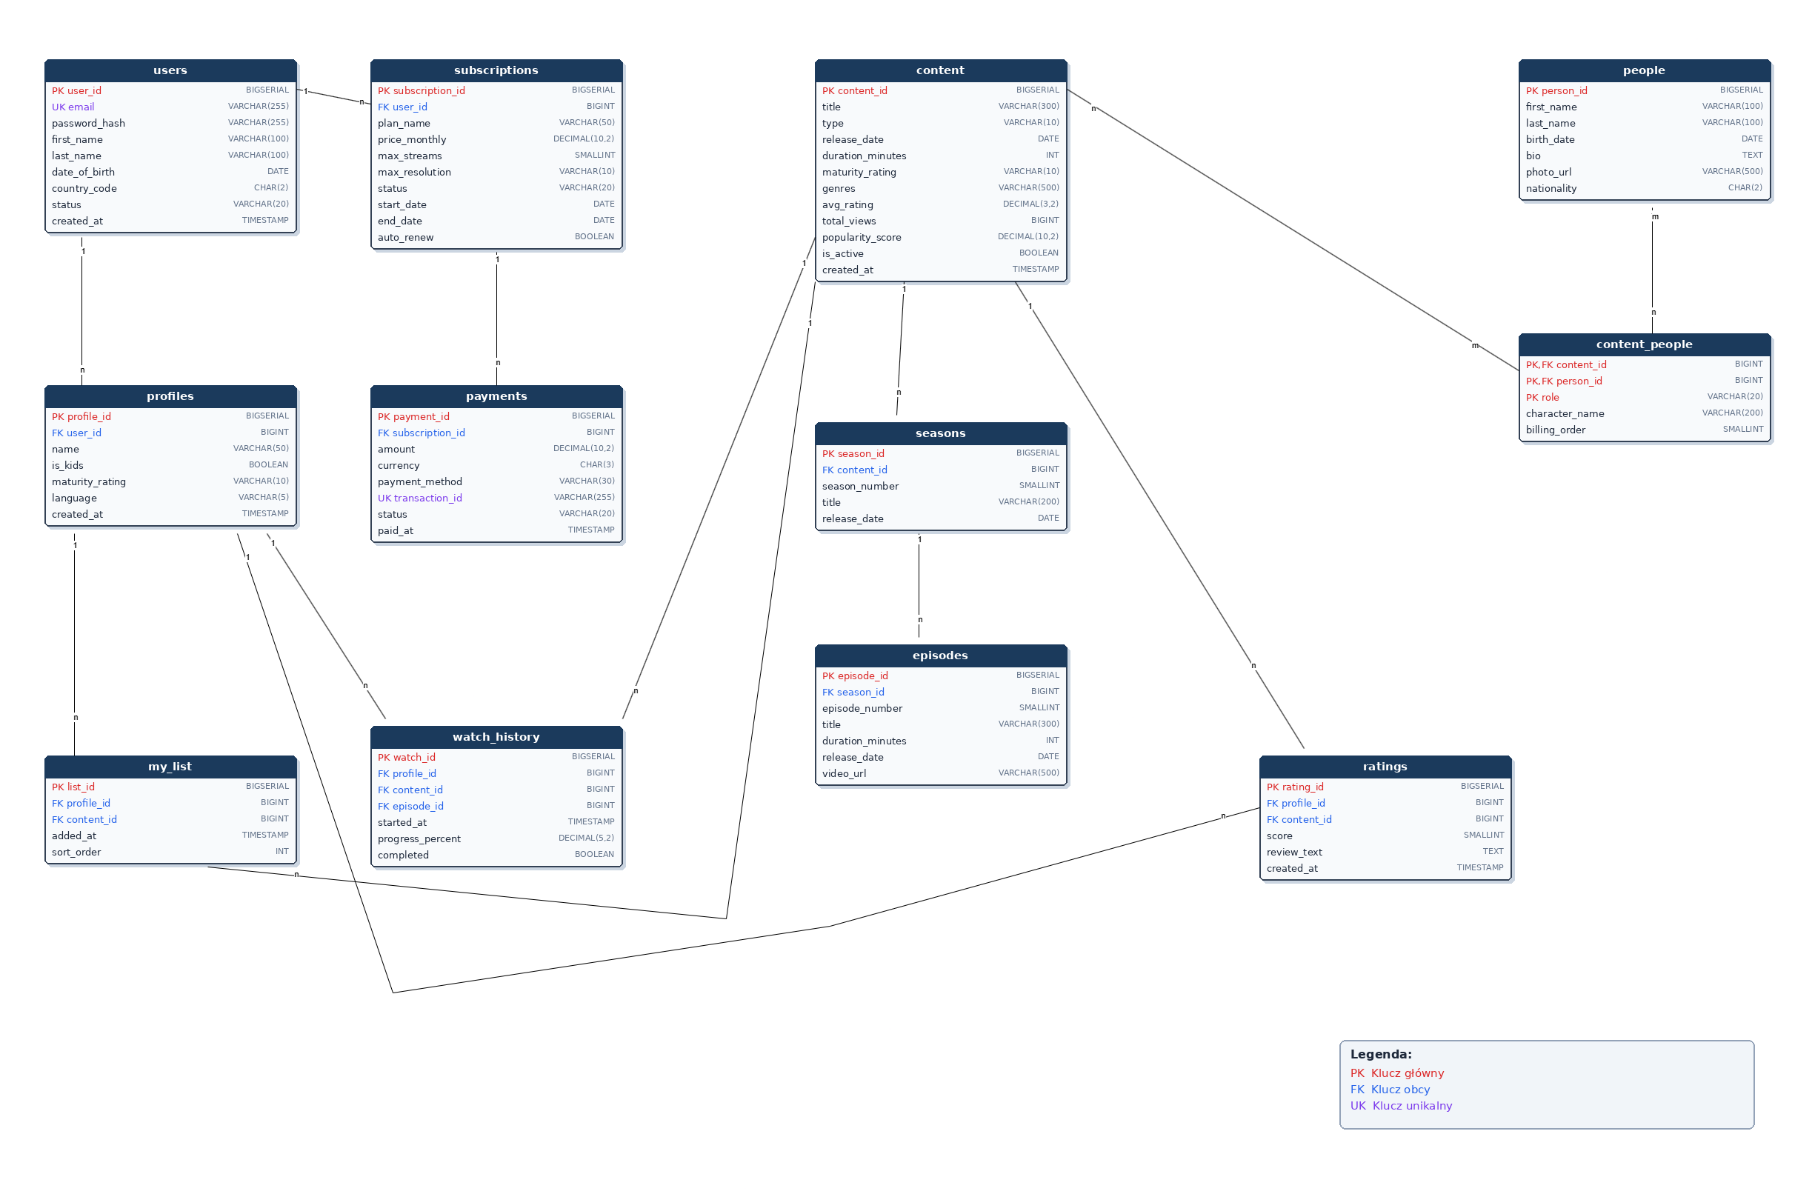 users
PK user_id BIGSERIAL
UK email VARCHAR(255)
password_hash VARCHAR(255)
first_name VARCHAR(100)
last_name VARCHAR(100)
date_of_birth DATE
country_code CHAR(2)
status VARCHAR(20)
created_at TIMESTAMP
1
n
subscriptions
PK subscription_id BIGSERIAL
FK user_id BIGINT
plan_name VARCHAR(50)
price_monthly DECIMAL(10,2)
max_streams SMALLINT
max_resolution VARCHAR(10)
status VARCHAR(20)
start_date DATE
end_date DATE
auto_renew BOOLEAN
content
PK content_id BIGSERIAL
title VARCHAR(300)
type VARCHAR(10)
release_date DATE
duration_minutes INT
maturity_rating VARCHAR(10)
genres VARCHAR(500)
avg_rating DECIMAL(3,2)
total_views BIGINT
popularity_score DECIMAL(10,2)
is_active BOOLEAN
created_at TIMESTAMP
n
m
people
PK person_id BIGSERIAL
first_name VARCHAR(100)
last_name VARCHAR(100)
birth_date DATE
bio TEXT
photo_url VARCHAR(500)
nationality CHAR(2)
m
n
1
n
1
n
1
1
1
n
1
content_people
PK,FK content_id BIGINT
PK,FK person_id BIGINT
PK role VARCHAR(20)
character_name VARCHAR(200)
billing_order SMALLINT
profiles
PK profile_id BIGSERIAL
FK user_id BIGINT
name VARCHAR(50)
is_kids BOOLEAN
maturity_rating VARCHAR(10)
language VARCHAR(5)
created_at TIMESTAMP
payments
PK payment_id BIGSERIAL
FK subscription_id BIGINT
amount DECIMAL(10,2)
currency CHAR(3)
payment_method VARCHAR(30)
UK transaction_id VARCHAR(255)
status VARCHAR(20)
paid_at TIMESTAMP
seasons
PK season_id BIGSERIAL
FK content_id BIGINT
season_number SMALLINT
title VARCHAR(200)
release_date DATE
1
1
1
1
n
n
n
n
n
episodes
PK episode_id BIGSERIAL
FK season_id BIGINT
episode_number SMALLINT
title VARCHAR(300)
duration_minutes INT
release_date DATE
video_url VARCHAR(500)
my_list
PK list_id BIGSERIAL
FK profile_id BIGINT
FK content_id BIGINT
added_at TIMESTAMP
sort_order INT
n
watch_history
PK watch_id BIGSERIAL
FK profile_id BIGINT
FK content_id BIGINT
FK episode_id BIGINT
started_at TIMESTAMP
progress_percent DECIMAL(5,2)
completed BOOLEAN
n
ratings
PK rating_id BIGSERIAL
FK profile_id BIGINT
FK content_id BIGINT
score SMALLINT
review_text TEXT
created_at TIMESTAMP
Legenda:
PK Klucz główny
FK Klucz obcy
UK Klucz unikalny